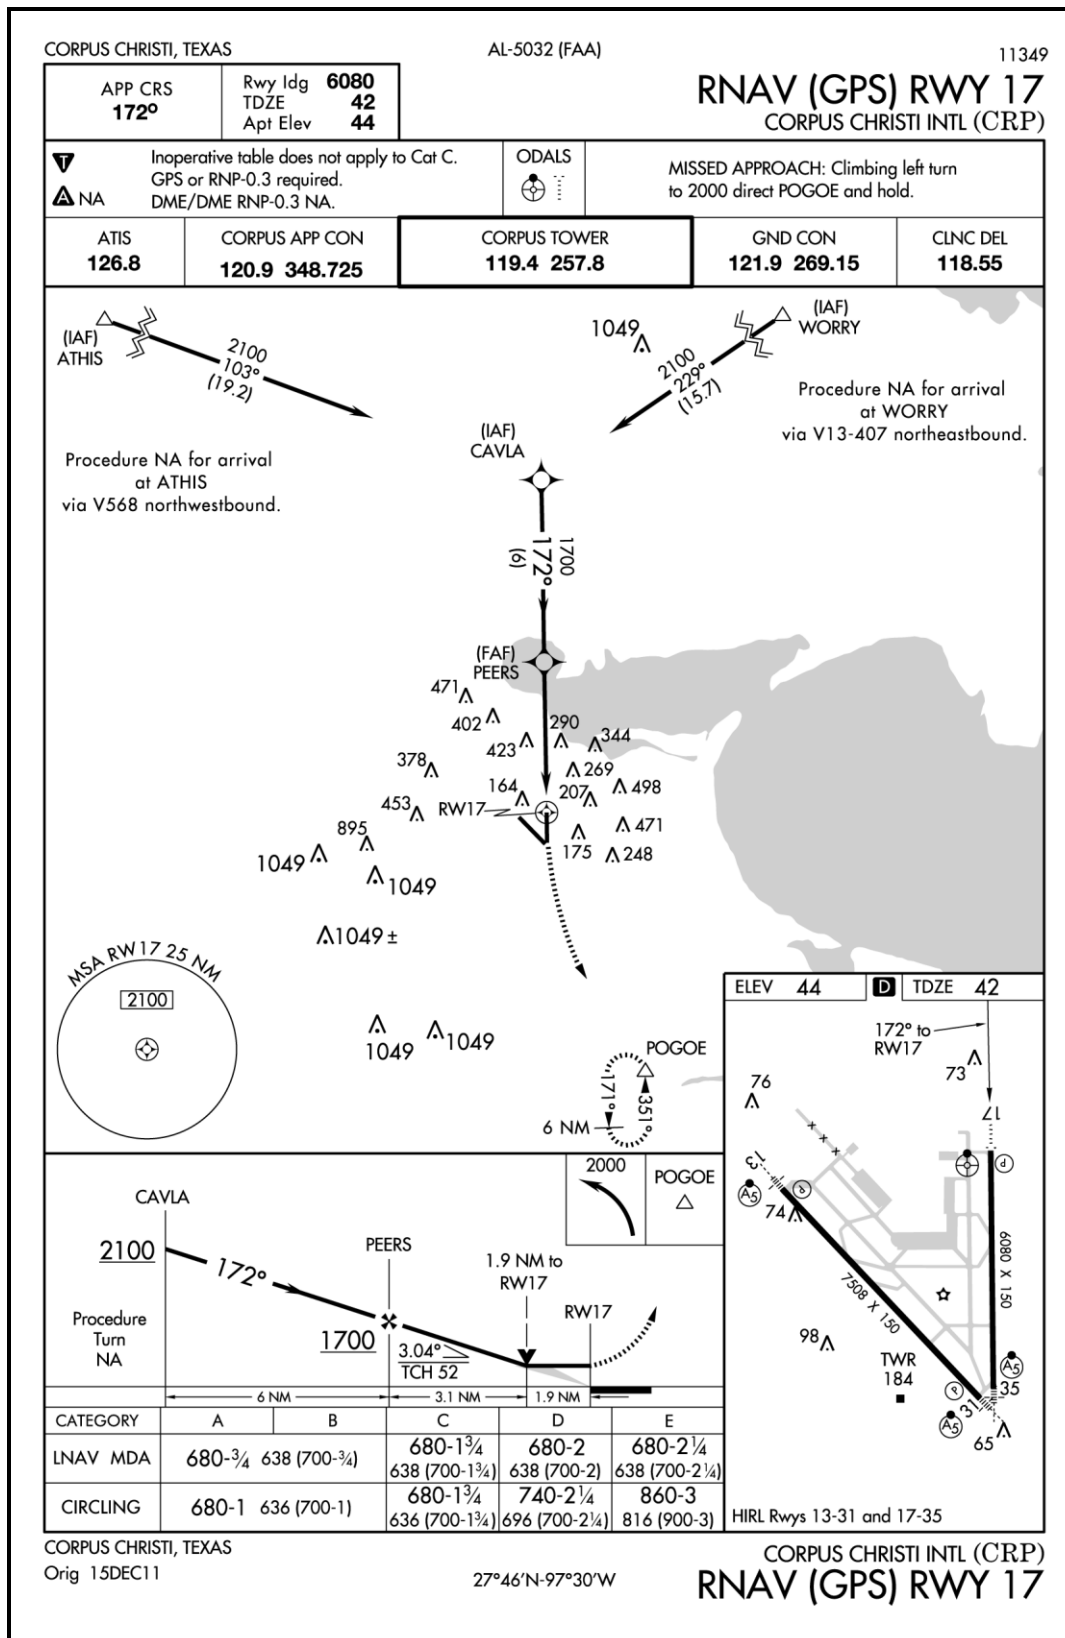 CORPUS CHRISTI, TEXAS
AL-5032 (FAA)
11349
APP CRS
172°
Rwy ldg 6080
TDZE 42
Apt Elev 44
RNAV (GPS) RWY 17
CORPUS CHRISTI INTL (CRP)
T
A NA
Inoperative table does not apply to Cat C.
GPS or RNP-0.3 required.
DME/DME RNP-0.3 NA.
ODALS
MISSED APPROACH: Climbing left turn
to 2000 direct POGOE and hold.
ATIS
126.8
CORPUS APP CON
120.9 348.725
CORPUS TOWER
119.4 257.8
GND CON
121.9 269.15
CLNC DEL
118.55
(IAF)
ATHIS
2100
103°
(19.2)
1049
2100
229°
(15.7)
(IAF)
WORRY
Procedure NA for arrival
at WORRY
via V13-407 northeastbound.
Procedure NA for arrival
at ATHIS
via V568 northwestbound.
(IAF)
CAVLA
1700
172°
(6)
(FAF)
PEERS
471
402
423
290
344
378
269
164
207
498
453
RW17
895
175
471
248
1049
1049
1049 ±
MSA RW17 25 NM
2100
1049
1049
POGOE
171°
351°
6 NM
ELEV 44
D
TDZE 42
172° to
RW17
73
76
17
13
P
A5
P
74
6080 X 150
7508 X 150
98
TWR
184
A5
P
35
31
A5
65
HIRL Rwys 13-31 and 17-35
CAVLA
2100
172°
Procedure
Turn
NA
PEERS
1700
3.04°
TCH 52
1.9 NM to
RW17
RW17
2000
POGOE
6 NM
3.1 NM
1.9 NM
CATEGORY A B C D E
LNAV MDA 680-¾ 638 (700-¾) 680-1¾ 680-2 680-2¼
638 (700-1¾) 638 (700-2) 638 (700-2¼)
CIRCLING 680-1 636 (700-1) 680-1¾ 740-2¼ 860-3
636 (700-1¾) 696 (700-2¼) 816 (900-3)
CORPUS CHRISTI, TEXAS
Orig 15DEC11
27°46'N-97°30'W
CORPUS CHRISTI INTL (CRP)
RNAV (GPS) RWY 17